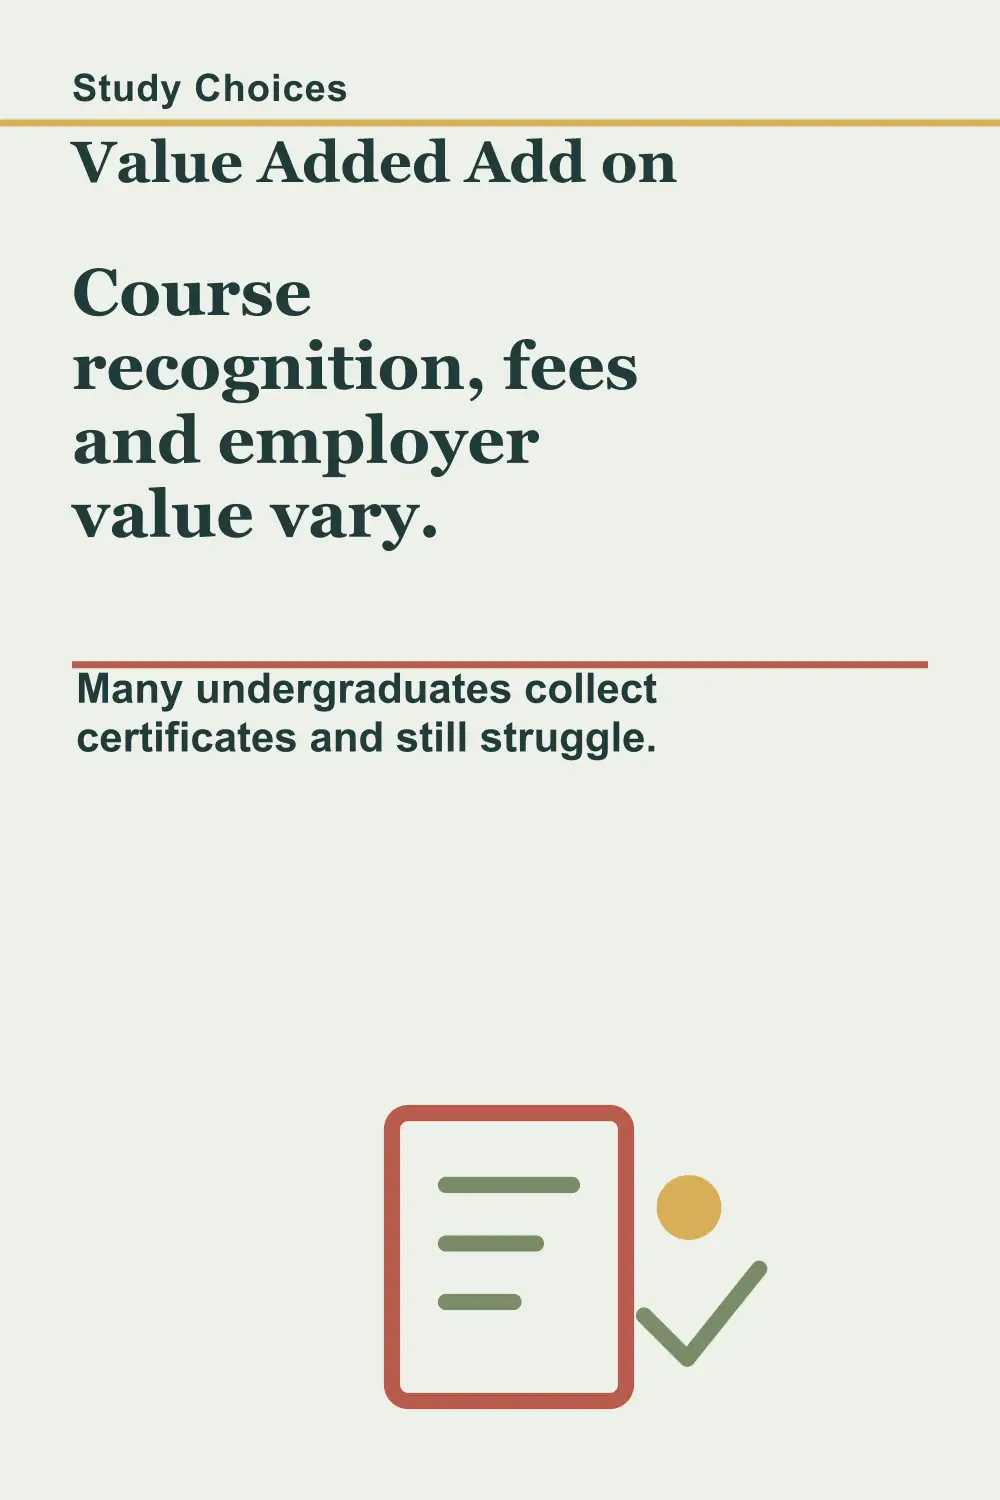 Study Choices
Value Added Add on
Course
recognition, fees
and employer
value vary.
Many undergraduates collect
certificates and still struggle.